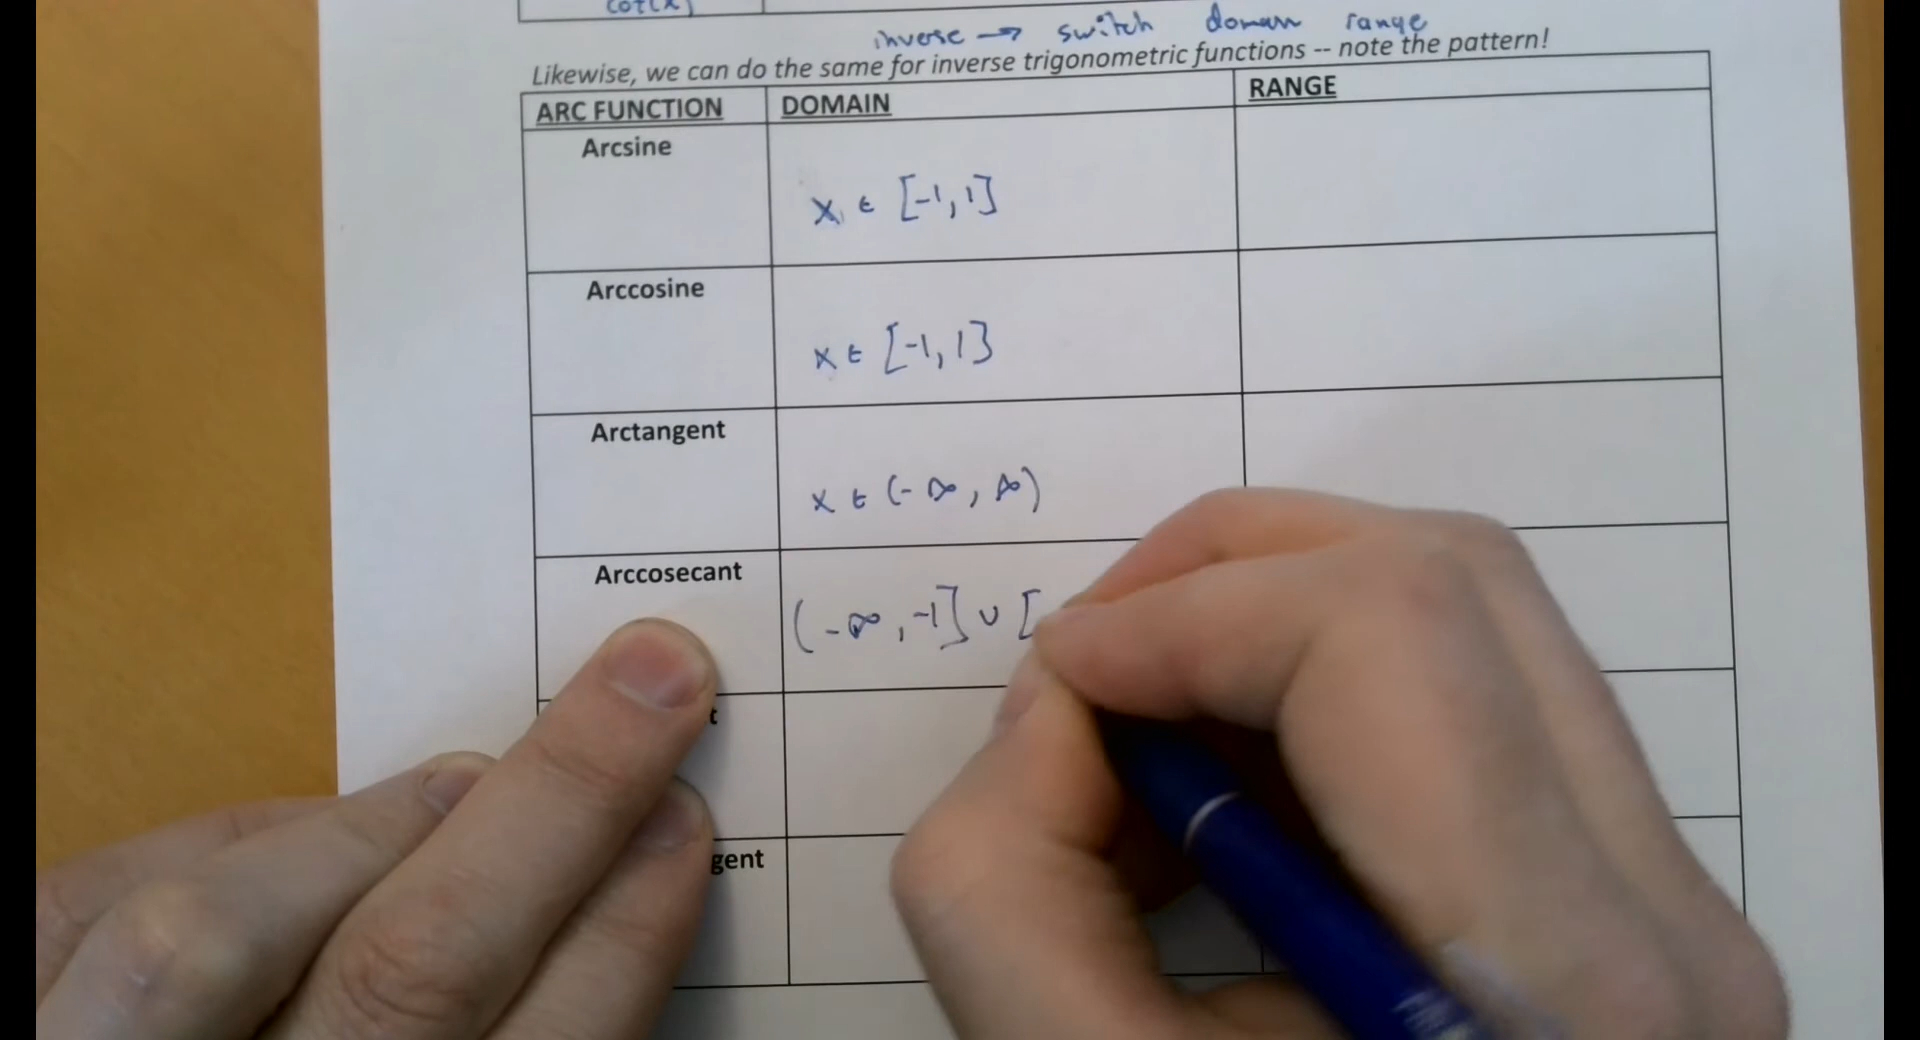 cot(x)
inverse → switch domain range
Likewise, we can do the same for inverse trigonometric functions -- note the pattern!
ARC FUNCTION DOMAIN RANGE
Arcsine
x ∈ [-1, 1]
Arccosine
x ∈ [-1, 1]
Arctangent
x ∈ (-∞, ∞)
Arccosecant
(-∞, -1] ∪ [
t
gent